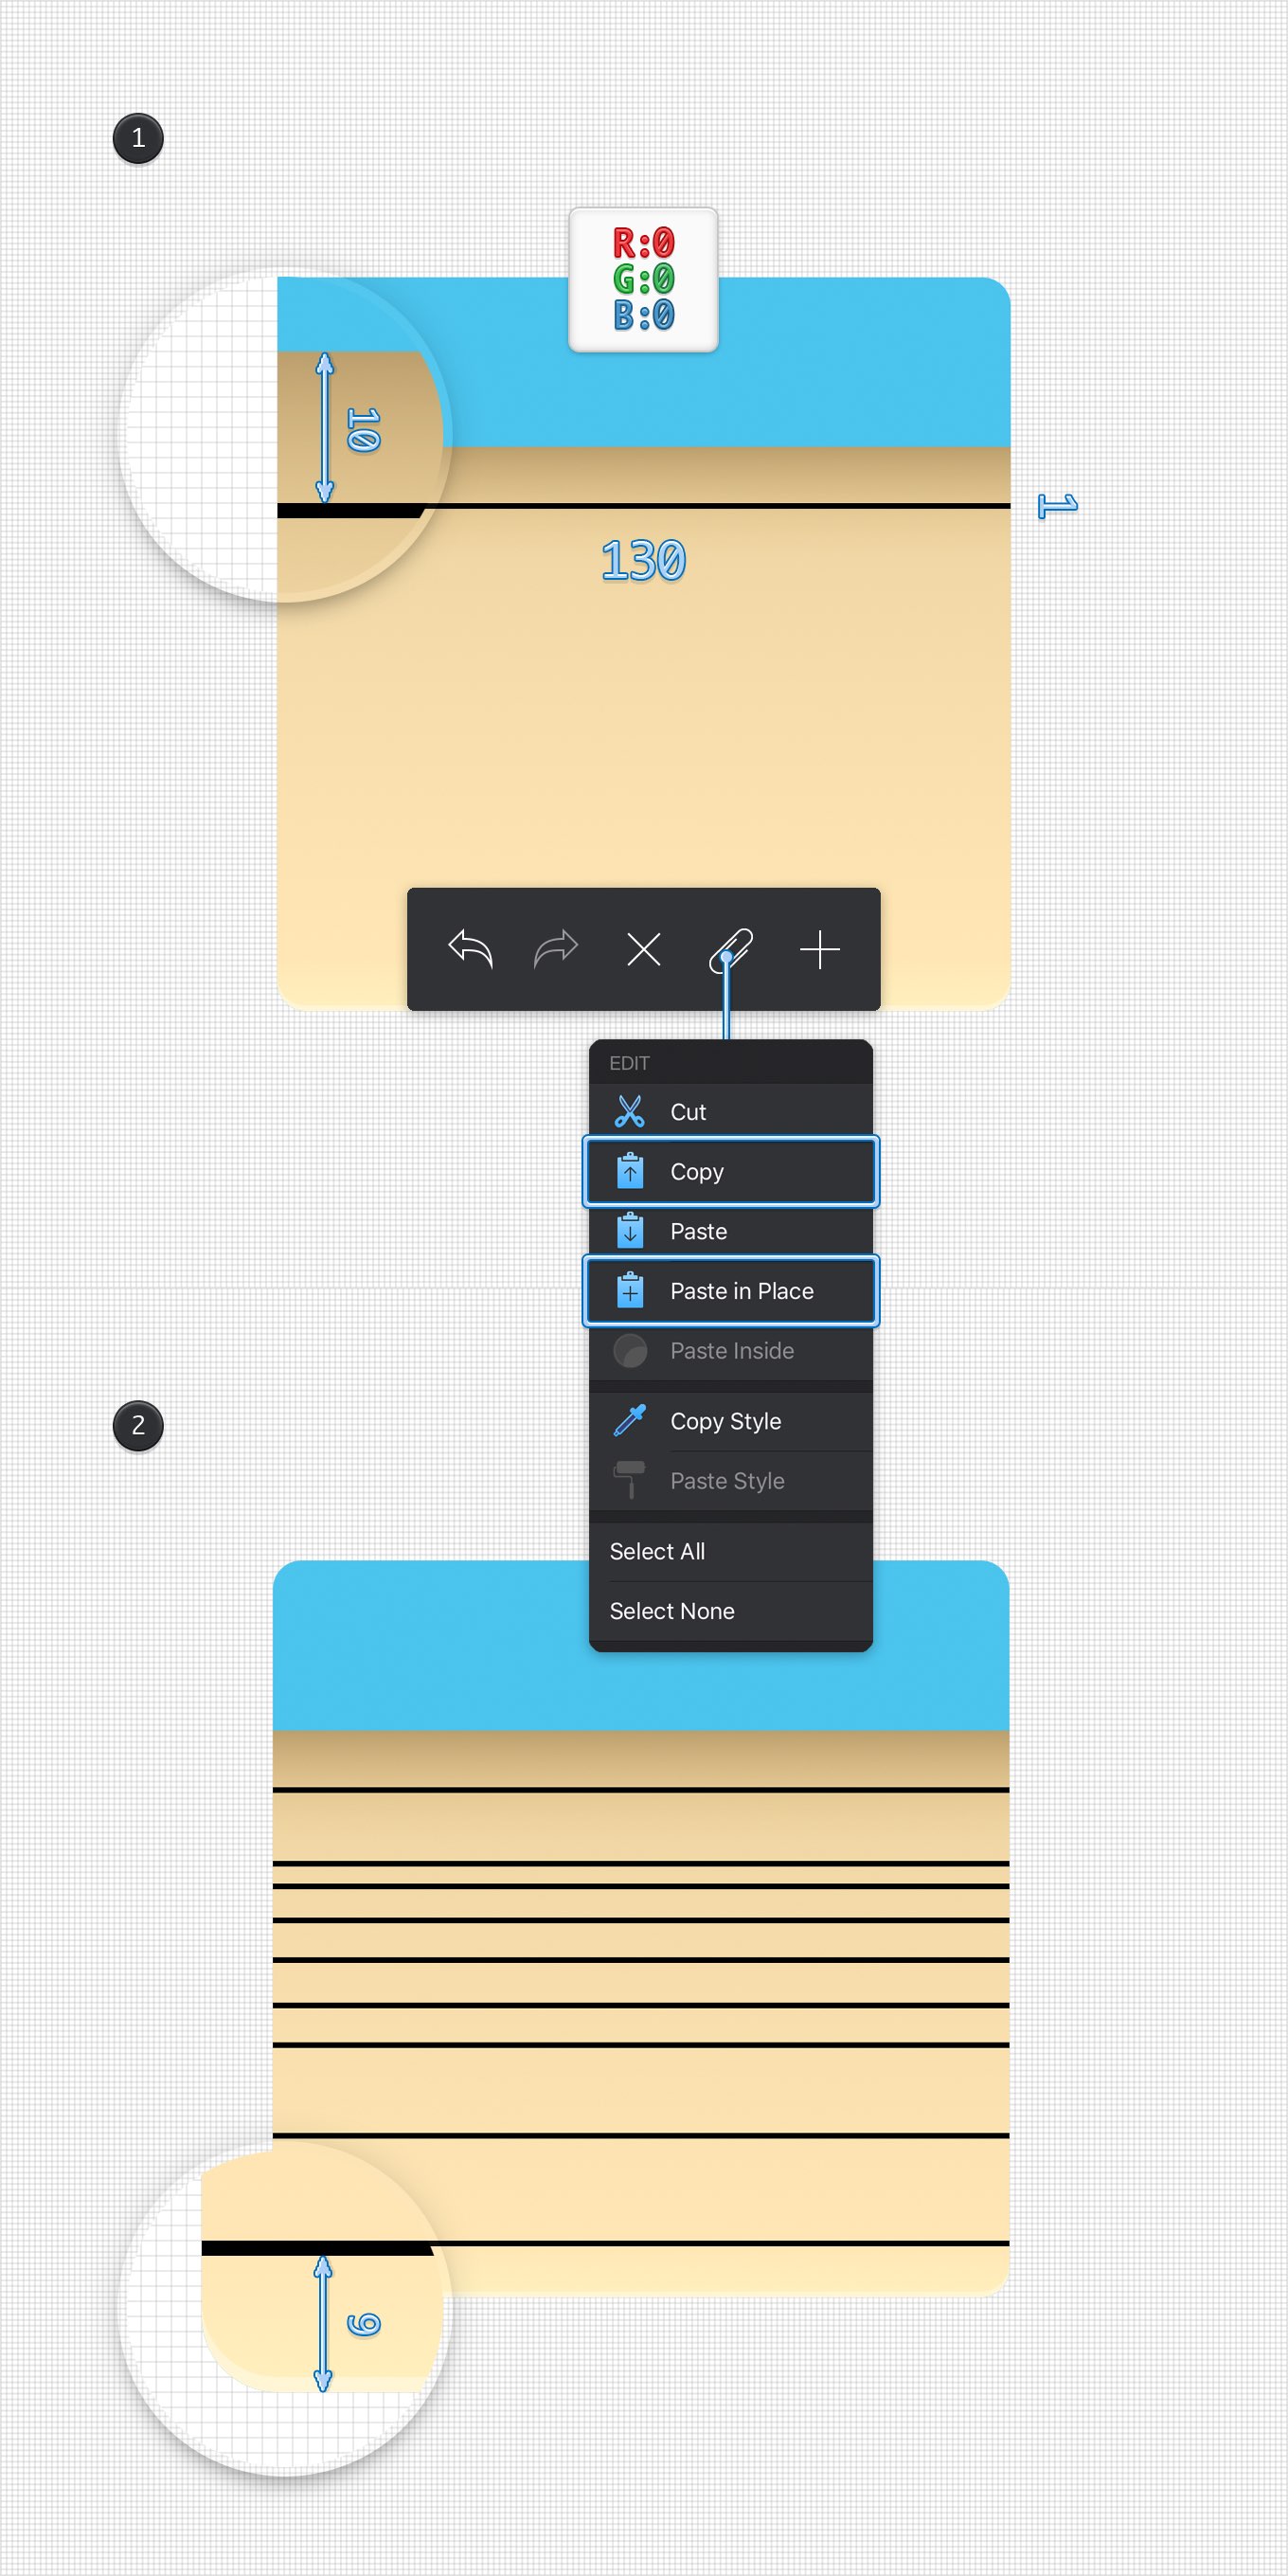 1
R:0
G:0
B:0
10
1
130
EDIT
Cut
Copy
Paste
Paste in Place
Paste Inside
2
Copy Style
Paste Style
Select All
Select None
9